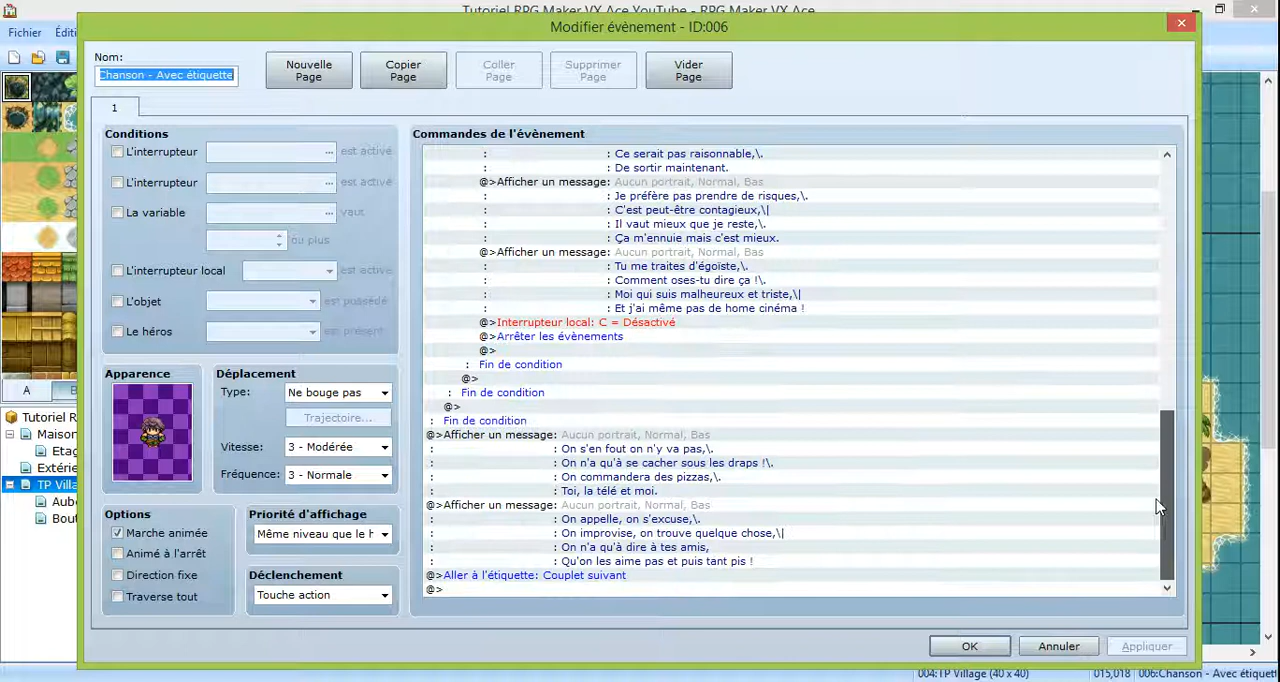 Tutoriel RPG Maker VX Ace YouTube - RPG Maker VX Ace
Modifier évènement - ID:006
Fichier
Éditi
Nom:
Chanson - Avec étiquette
Nouvelle Page
Copier Page
Coller Page
Supprimer Page
Vider Page
1
Conditions
L'interrupteur ... est activé
L'interrupteur ... est activé
La variable ... vaut
ou plus
L'interrupteur local est activé
L'objet est possédé
Le héros est présent
Apparence
Déplacement
Type: Ne bouge pas
Trajectoire...
Vitesse: 3 - Modérée
Fréquence: 3 - Normale
Options
Marche animée
Animé à l'arrêt
Direction fixe
Traverse tout
Priorité d'affichage
Même niveau que le h
Déclenchement
Touche action
Commandes de l'évènement
: : Ce serait pas raisonnable,\.
: : De sortir maintenant.
@>Afficher un message: Aucun portrait, Normal, Bas
: : Je préfère pas prendre de risques,\.
: : C'est peut-être contagieux,\|
: : Il vaut mieux que je reste,\.
: : Ça m'ennuie mais c'est mieux.
@>Afficher un message: Aucun portrait, Normal, Bas
: : Tu me traites d'égoïste,\.
: : Comment oses-tu dire ça !\.
: : Moi qui suis malheureux et triste,\|
: : Et j'ai même pas de home cinéma !
@>Interrupteur local: C = Désactivé
@>Arrêter les évènements
@>
: Fin de condition
@>
: Fin de condition
@>
: Fin de condition
@>Afficher un message: Aucun portrait, Normal, Bas
: : On s'en fout on n'y va pas,\.
: : On n'a qu'à se cacher sous les draps !\.
: : On commandera des pizzas,\.
: : Toi, la télé et moi.
@>Afficher un message: Aucun portrait, Normal, Bas
: : On appelle, on s'excuse,\.
: : On improvise, on trouve quelque chose,\|
: : On n'a qu'à dire à tes amis,
: : Qu'on les aime pas et puis tant pis !
@>Aller à l'étiquette: Couplet suivant
@>
OK
Annuler
Appliquer
A
Tutoriel R
Maison
Etag
Extérie
TP Villa
Aube
Bout
004:TP Village (40 x 40)
015,018
006:Chanson - Avec étiquett